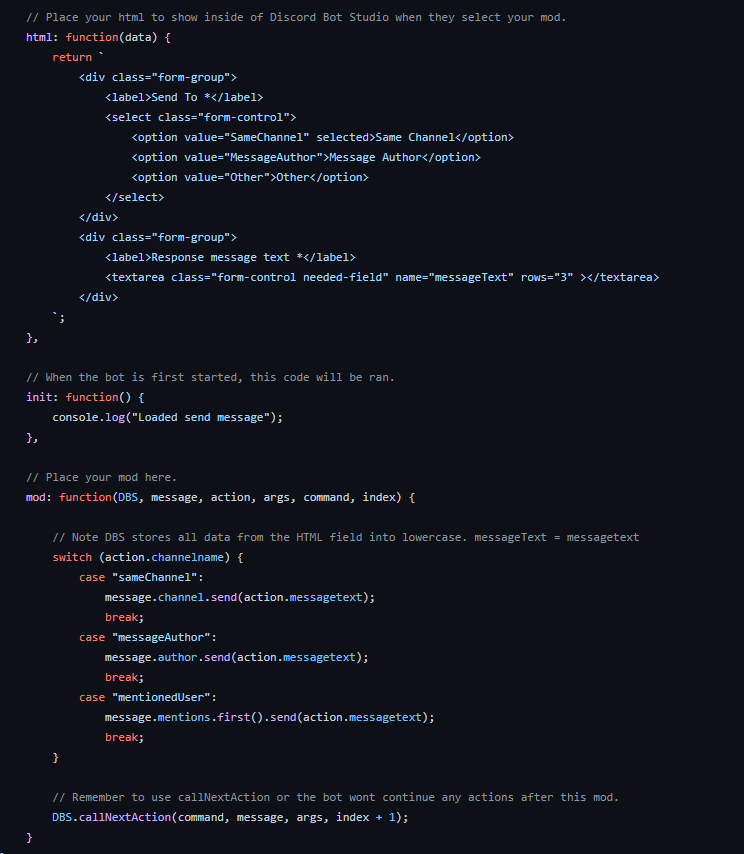 // Place your html to show inside of Discord Bot Studio when they select your mod.
html: function(data) {
return `
<div class="form-group">
<label>Send To *</label>
<select class="form-control">
<option value="SameChannel" selected>Same Channel</option>
<option value="MessageAuthor">Message Author</option>
<option value="Other">Other</option>
</select>
</div>
<div class="form-group">
<label>Response message text *</label>
<textarea class="form-control needed-field" name="messageText" rows="3" ></textarea>
</div>
`;
},
// When the bot is first started, this code will be ran.
init: function() {
console.log("Loaded send message");
},
// Place your mod here.
mod: function(DBS, message, action, args, command, index) {
// Note DBS stores all data from the HTML field into lowercase. messageText = messagetext
switch (action.channelname) {
case "sameChannel":
message.channel.send(action.messagetext);
break;
case "messageAuthor":
message.author.send(action.messagetext);
break;
case "mentionedUser":
message.mentions.first().send(action.messagetext);
break;
}
// Remember to use callNextAction or the bot wont continue any actions after this mod.
DBS.callNextAction(command, message, args, index + 1);
}